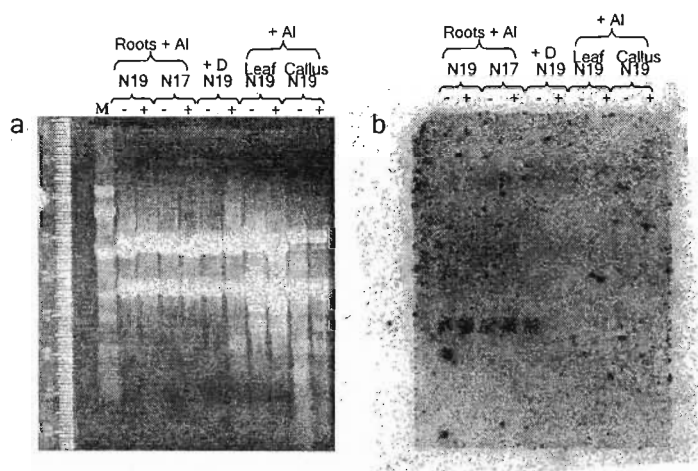 + Al
Roots + Al
+ D
Leaf Callus
N19 N17 N19 N19 N19
M - + - + - + - + - +
a
+ Al
Roots + Al
+ D
Leaf Callus
N19 N17 N19 N19 N19
- + - + - + - + - +
b